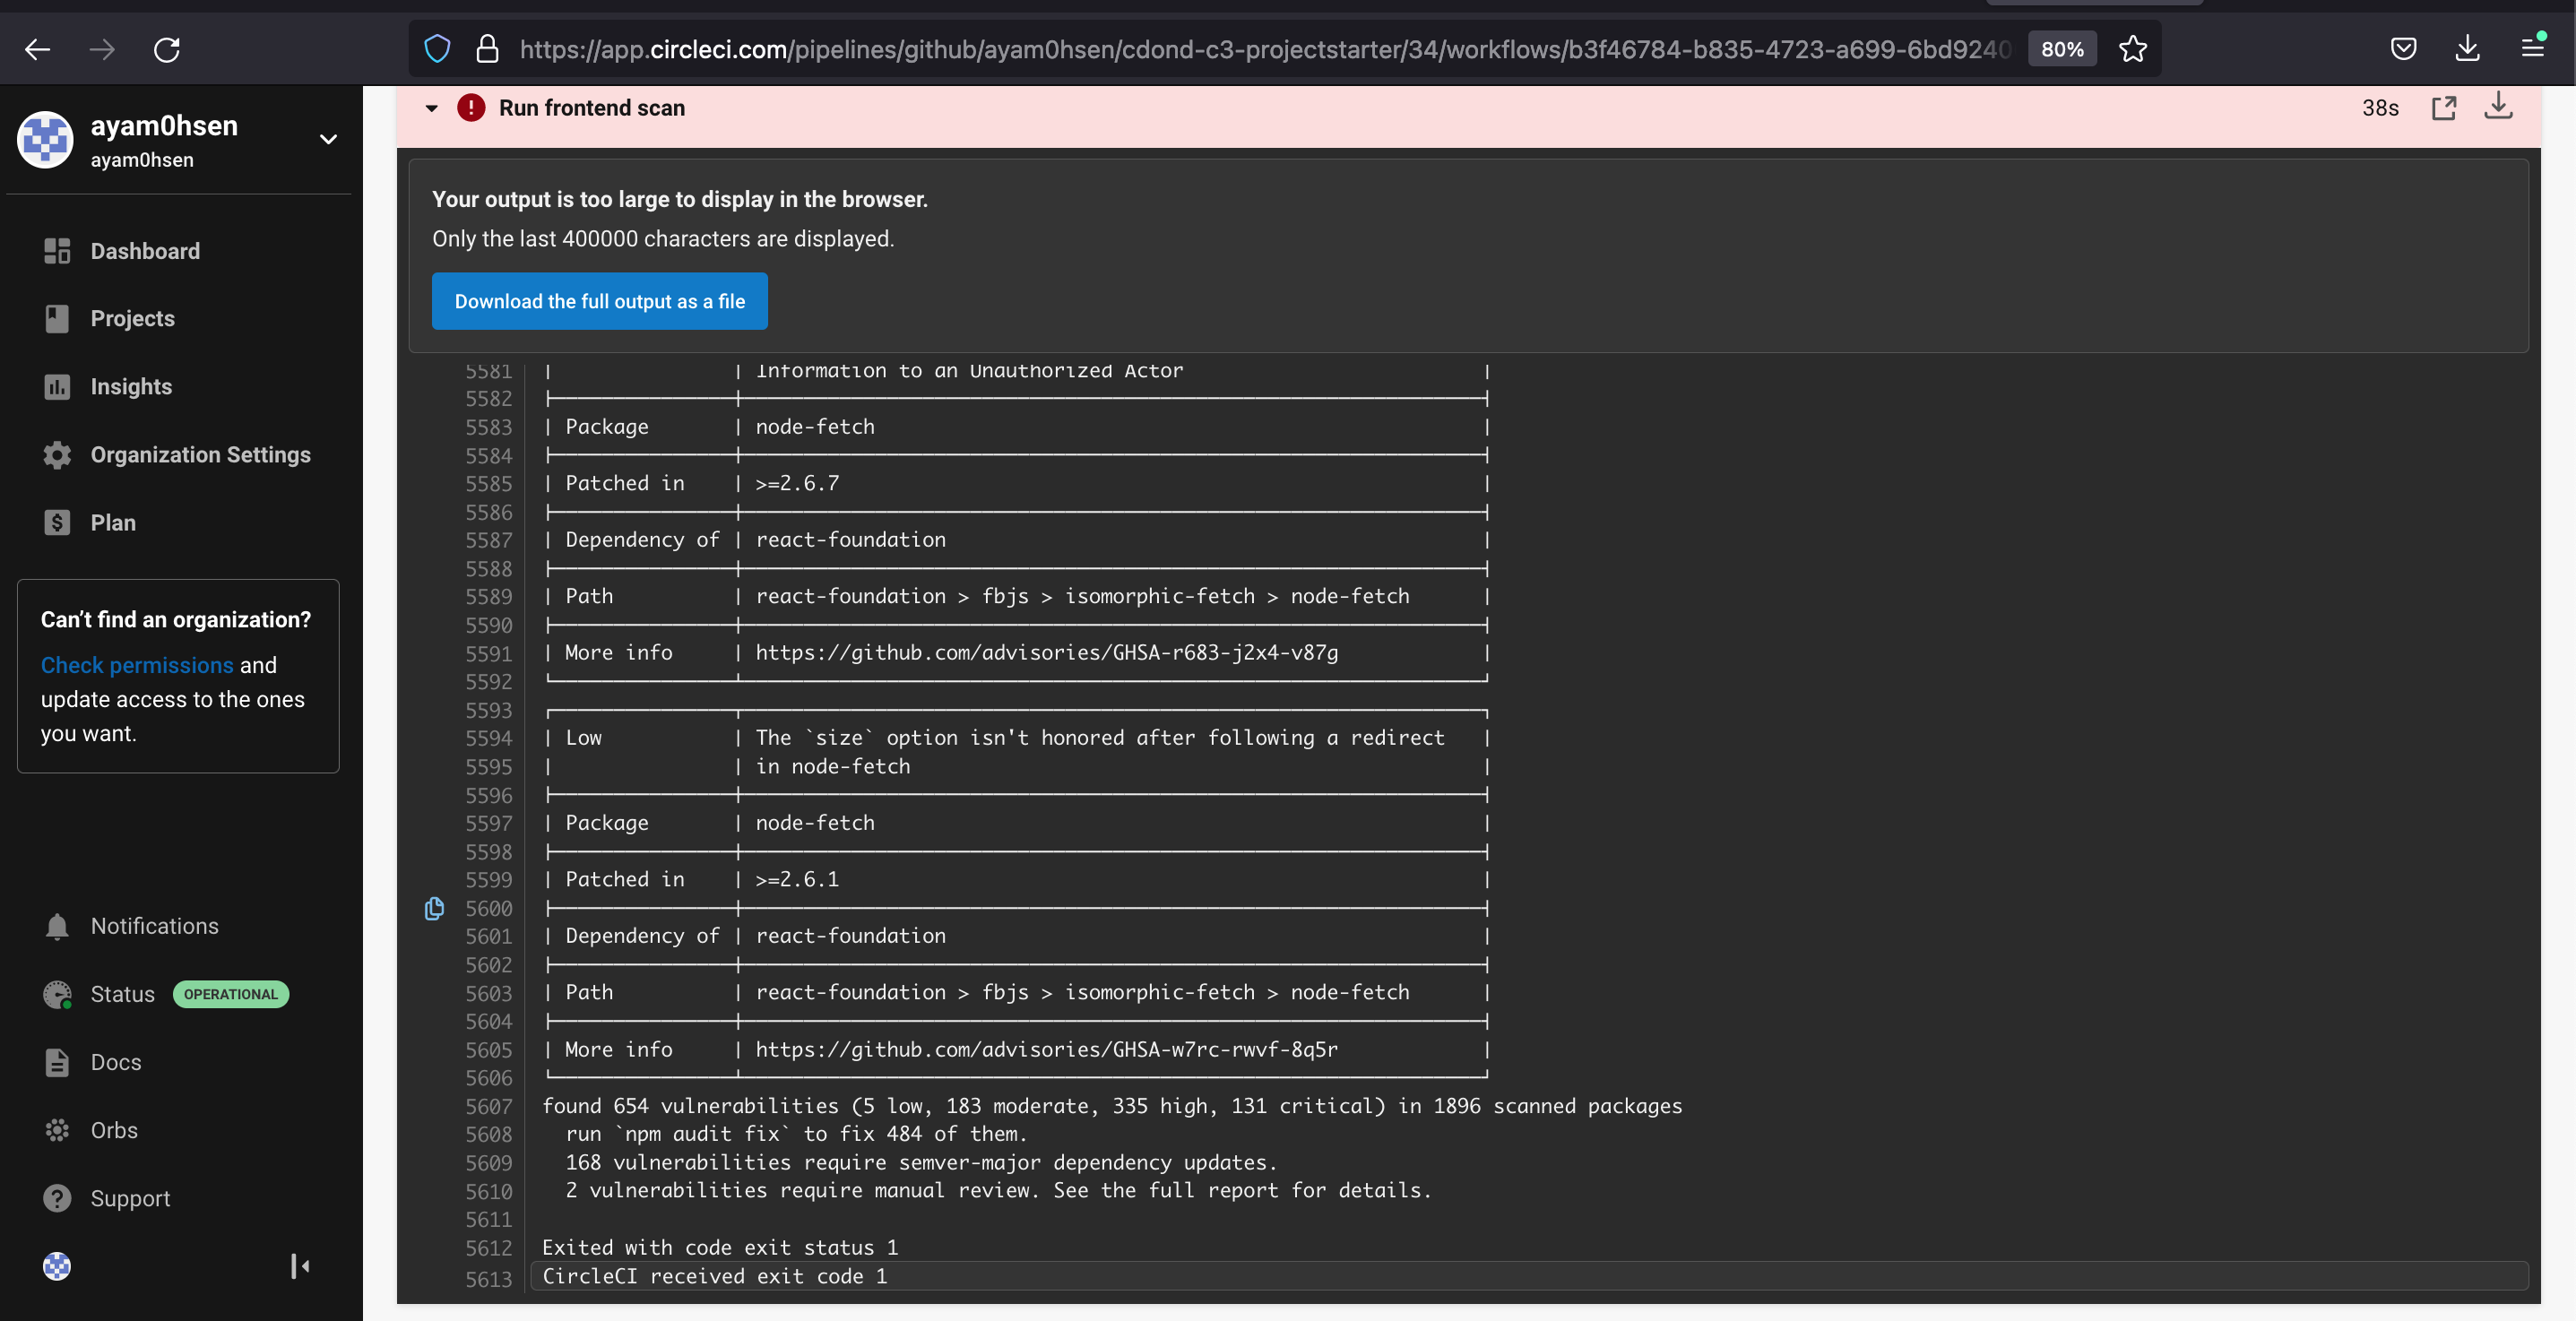 https://app.circleci.com/pipelines/github/ayam0hsen/cdond-c3-projectstarter/34/workflows/b3f46784-b835-4723-a699-6bd9240
80%
ayam0hsen
ayam0hsen
Dashboard
Projects
Insights
Organization Settings
Plan
Can't find an organization?
Check permissions and
update access to the ones
you want.
Notifications
Status OPERATIONAL
Docs
Orbs
Support
Run frontend scan
38s
Your output is too large to display in the browser.
Only the last 400000 characters are displayed.
Download the full output as a file
5581 | | Information to an Unauthorized Actor |
5582
5583 | Package | node-fetch |
5584
5585 | Patched in | >=2.6.7 |
5586
5587 | Dependency of | react-foundation |
5588
5589 | Path | react-foundation > fbjs > isomorphic-fetch > node-fetch |
5590
5591 | More info | https://github.com/advisories/GHSA-r683-j2x4-v87g |
5592
5593
5594 | Low | The `size` option isn't honored after following a redirect |
5595 | | in node-fetch |
5596
5597 | Package | node-fetch |
5598
5599 | Patched in | >=2.6.1 |
5600
5601 | Dependency of | react-foundation |
5602
5603 | Path | react-foundation > fbjs > isomorphic-fetch > node-fetch |
5604
5605 | More info | https://github.com/advisories/GHSA-w7rc-rwvf-8q5r |
5606
5607 found 654 vulnerabilities (5 low, 183 moderate, 335 high, 131 critical) in 1896 scanned packages
5608 run `npm audit fix` to fix 484 of them.
5609 168 vulnerabilities require semver-major dependency updates.
5610 2 vulnerabilities require manual review. See the full report for details.
5611
5612 Exited with code exit status 1
5613 CircleCI received exit code 1